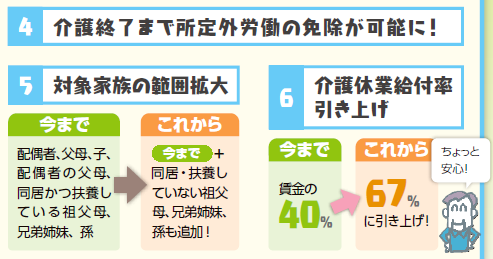 4 介護終了まで所定外労働の免除が可能に!
5 対象家族の範囲拡大
今まで
配偶者、父母、子、
配偶者の父母、
同居かつ扶養し
ている祖父母、
兄弟姉妹、孫
これから
今まで+
同居・扶養し
ていない祖父
母、兄弟姉妹、
孫も追加!
6 介護休業給付率
引き上げ
今まで
賃金の
40%
これから
67%
に引き上げ!
ちょっと
安心!